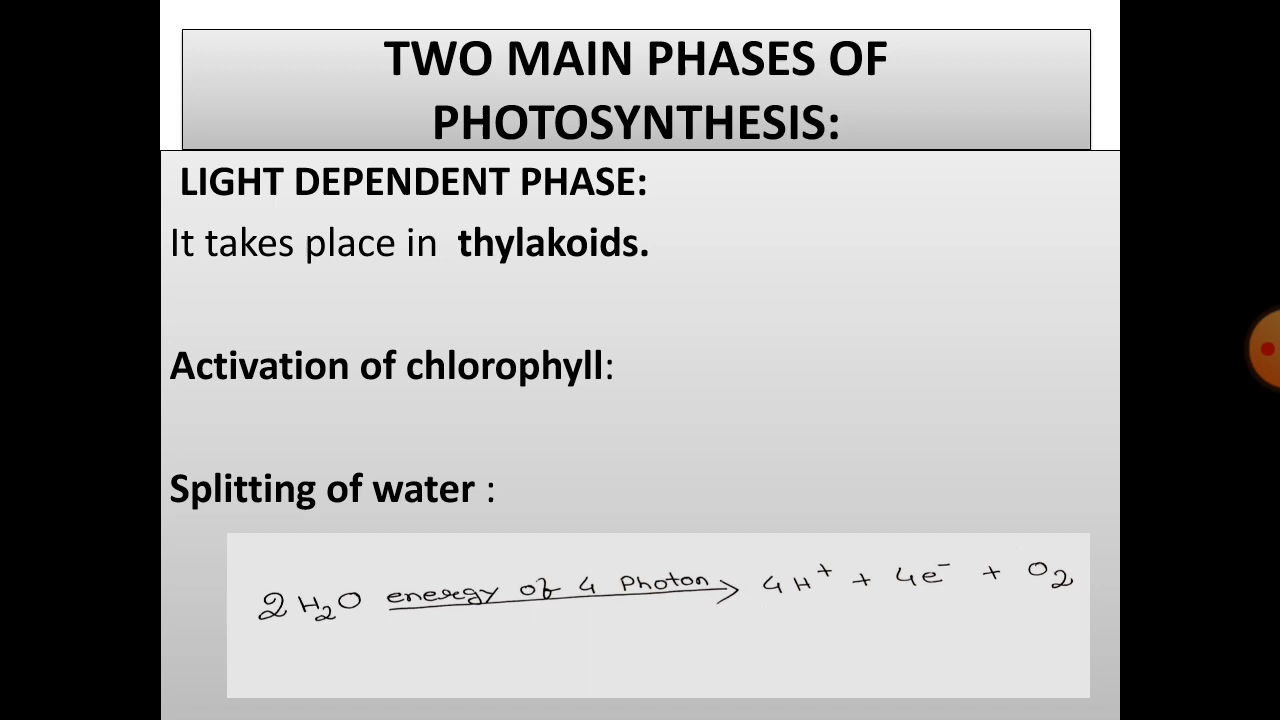 TWO MAIN PHASES OF
PHOTOSYNTHESIS:
LIGHT DEPENDENT PHASE:
It takes place in thylakoids.
Activation of chlorophyll:
Splitting of water :
2H₂O energy of 4 Photon → 4H⁺ + 4e⁻ + O₂